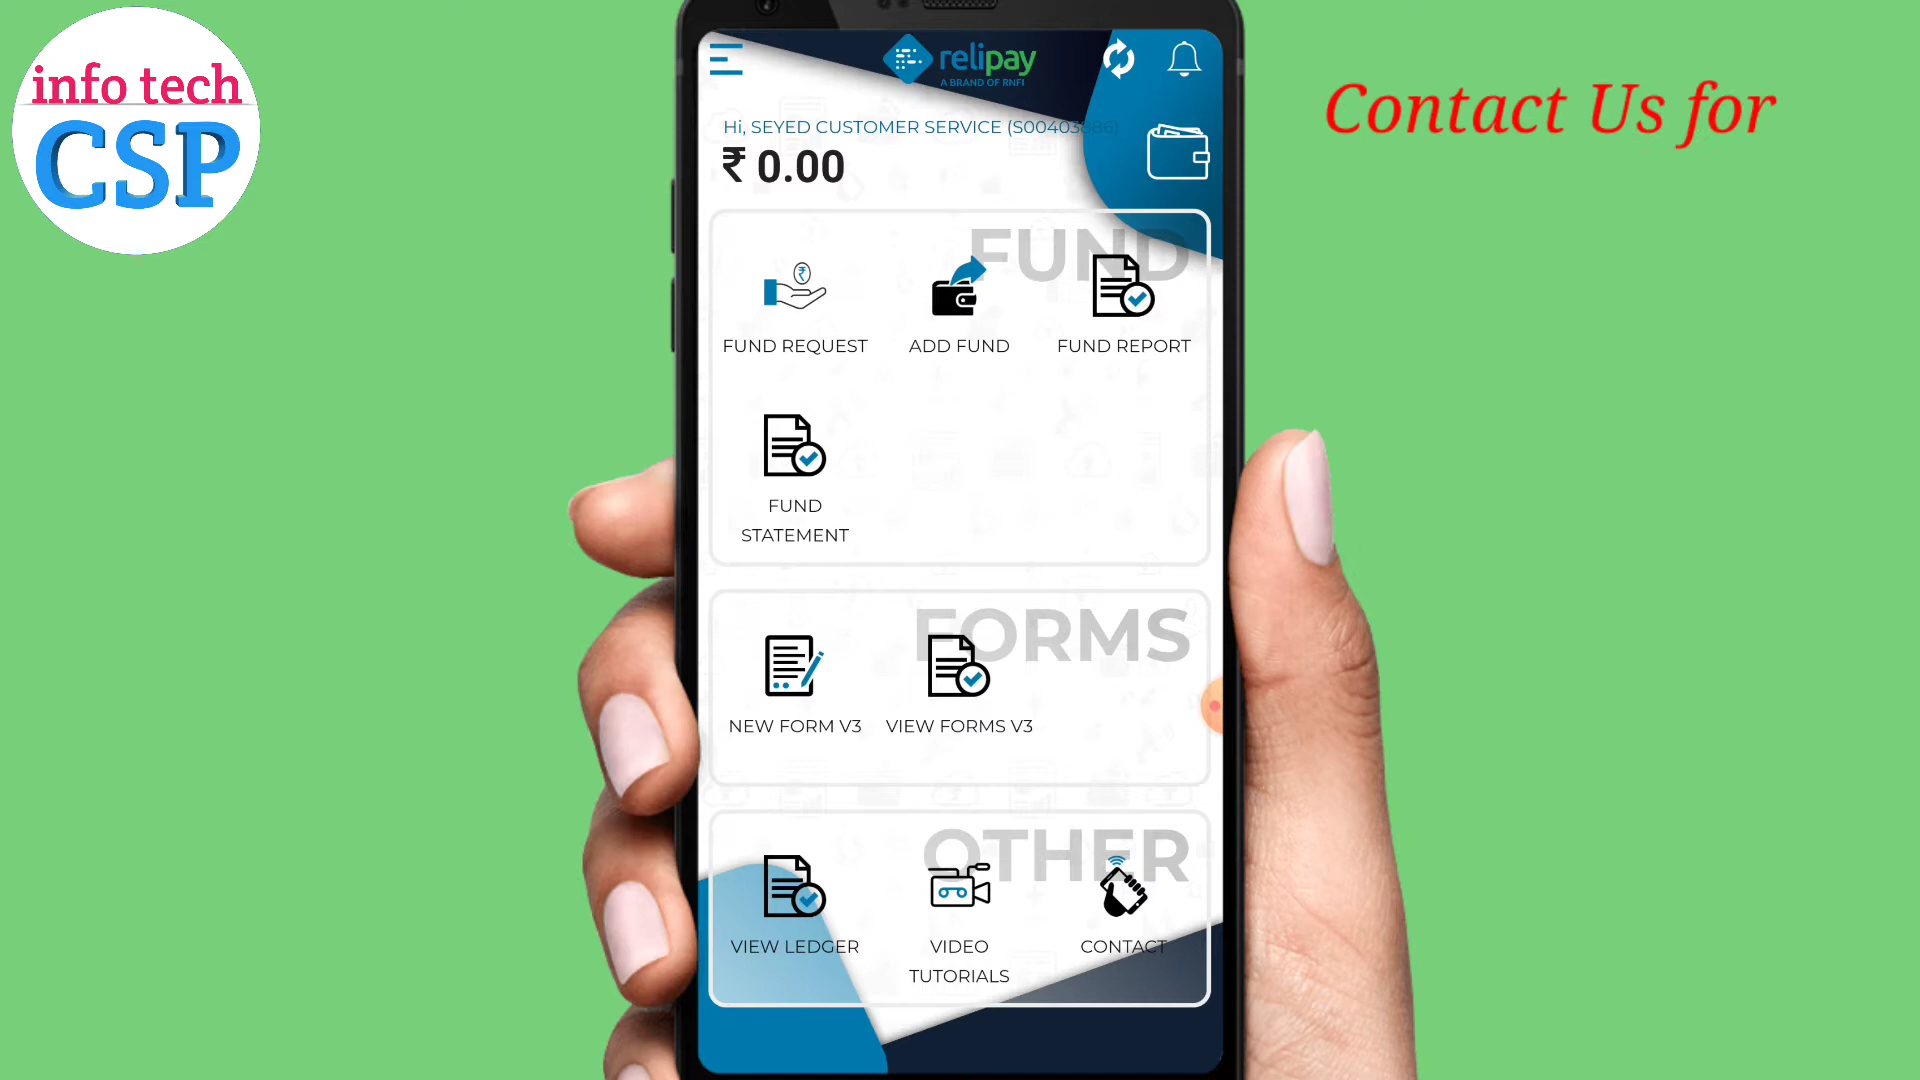 info tech
CSP
relipay
A BRAND OF RNFI
Contact Us for
Hi, SEYED CUSTOMER SERVICE (S00403886)
₹ 0.00
FUND
FUND REQUEST
ADD FUND
FUND REPORT
FUND
STATEMENT
FORMS
NEW FORM V3
VIEW FORMS V3
OTHER
VIEW LEDGER
VIDEO
TUTORIALS
CONTACT